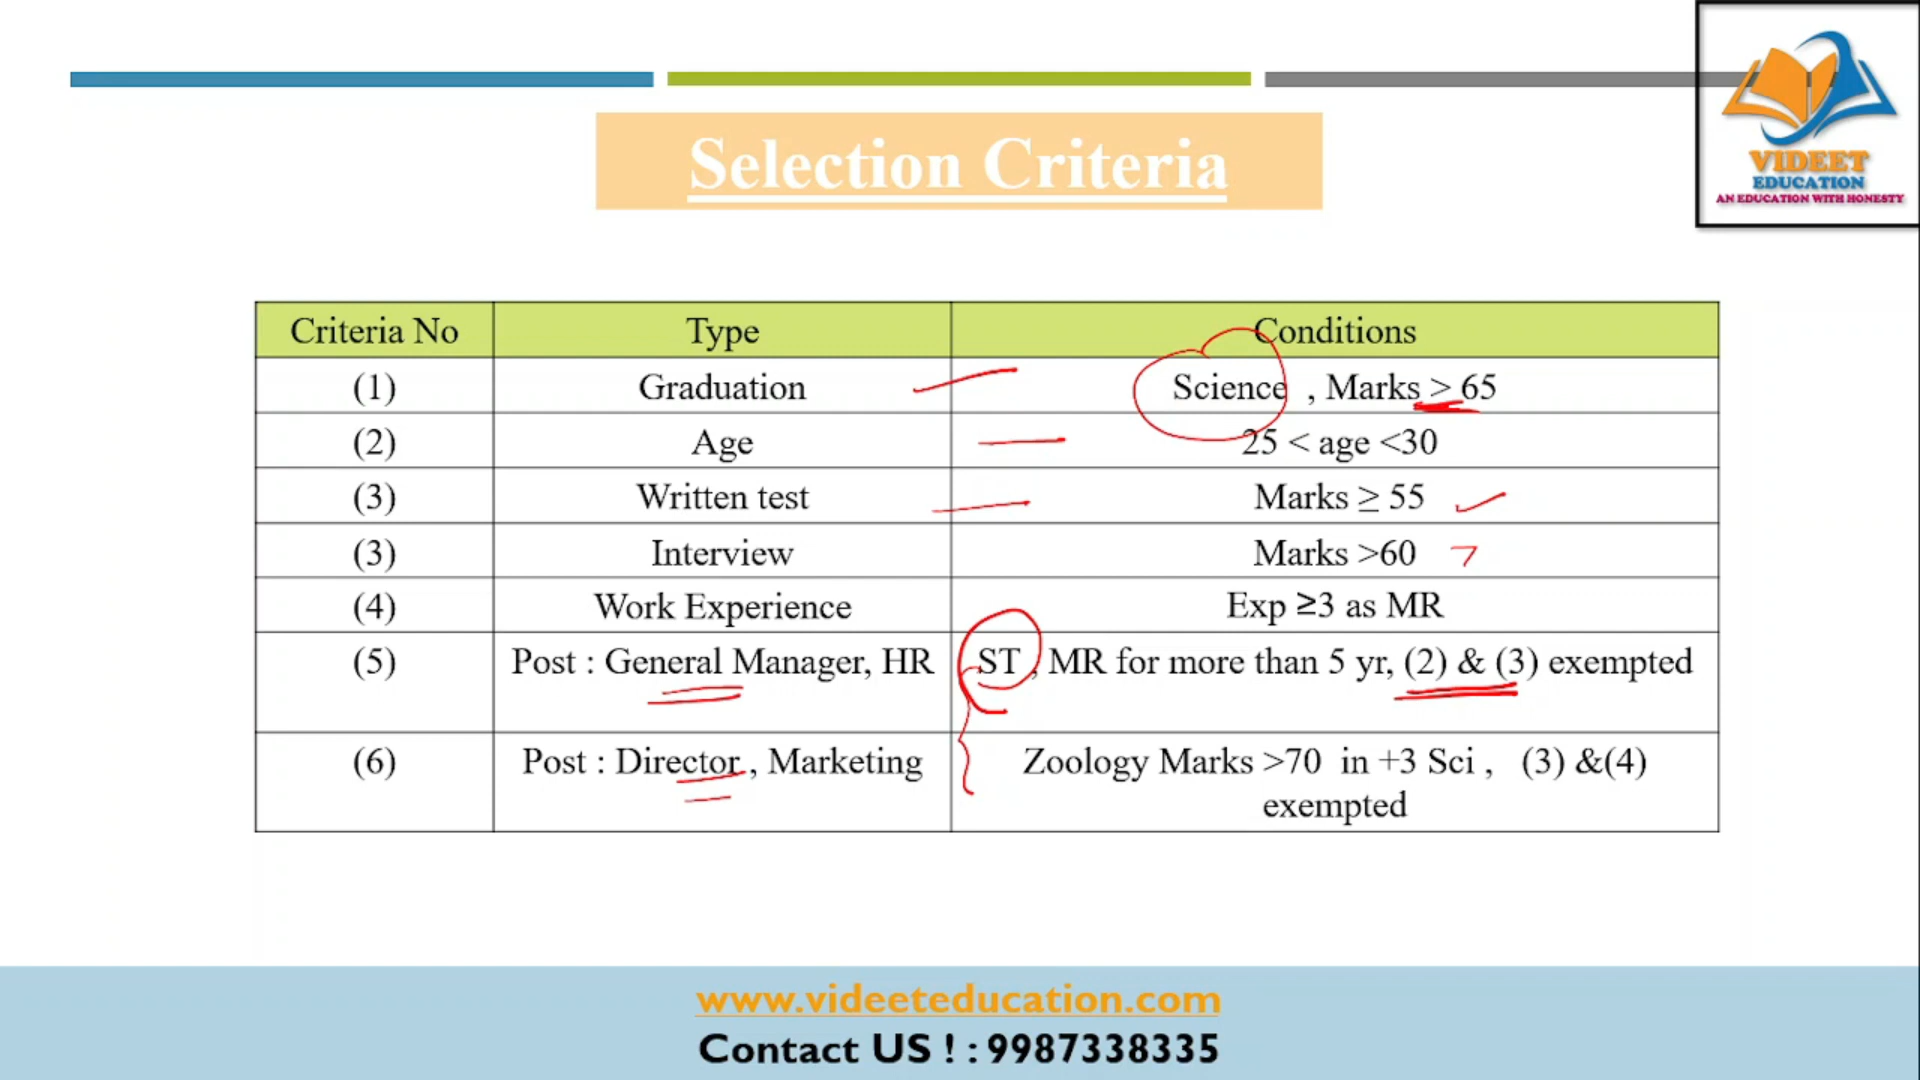 VIDEET
EDUCATION
AN EDUCATION WITH HONESTY
Selection Criteria
Criteria No Type Conditions
(1) Graduation Science , Marks > 65
(2) Age 25 < age <30
(3) Written test Marks ≥ 55
(3) Interview Marks >60
(4) Work Experience Exp ≥3 as MR
(5) Post : General Manager, HR ST , MR for more than 5 yr, (2) & (3) exempted
(6) Post : Director , Marketing Zoology Marks >70 in +3 Sci , (3) &(4)
exempted
www.videeteducation.com
Contact US ! : 9987338335